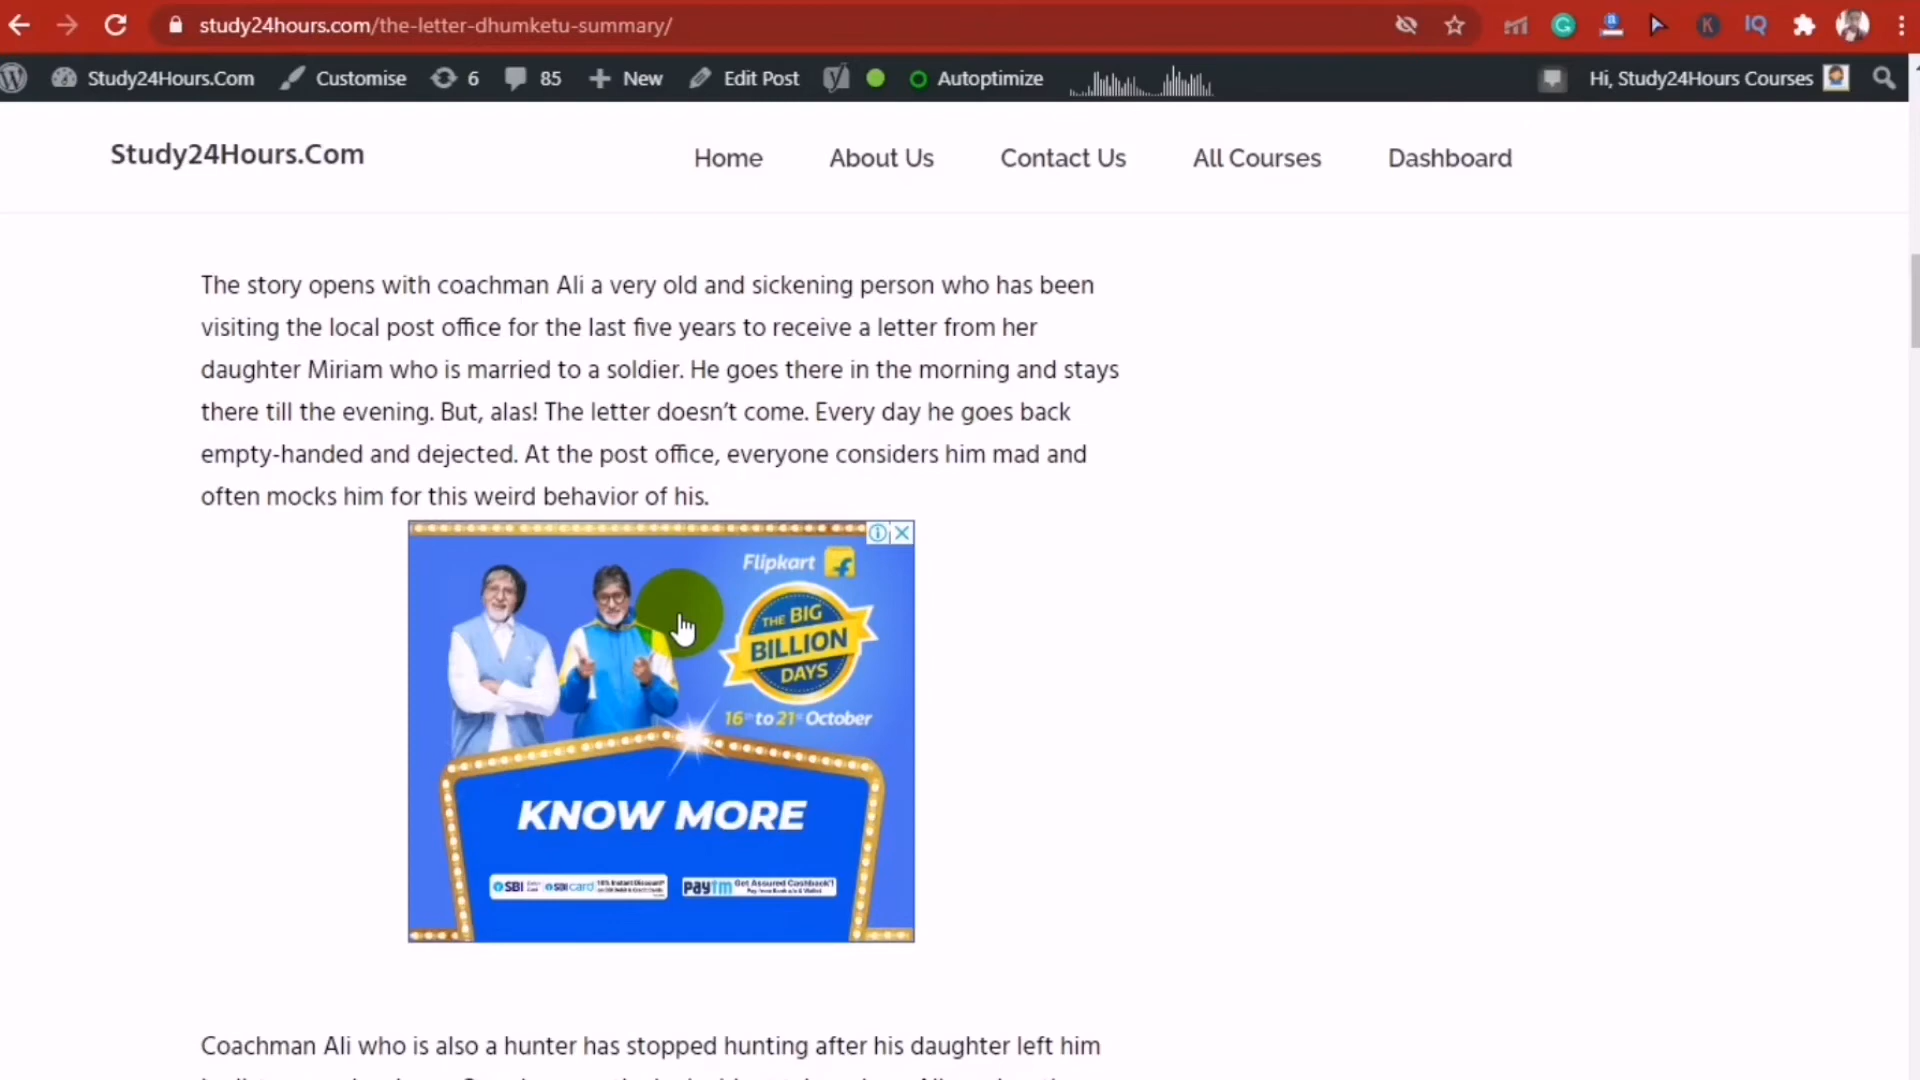 study24hours.com/the-letter-dhumketu-summary/
Study24Hours.Com Customise 6 85 New Edit Post Autoptimize Hi, Study24Hours Courses
Study24Hours.Com Home About Us Contact Us All Courses Dashboard
The story opens with coachman Ali a very old and sickening person who has been
visiting the local post office for the last five years to receive a letter from her
daughter Miriam who is married to a soldier. He goes there in the morning and stays
there till the evening. But, alas! The letter doesn’t come. Every day he goes back
empty-handed and dejected. At the post office, everyone considers him mad and
often mocks him for this weird behavior of his.
Flipkart
THE BIG
BILLION
DAYS
16th to 21st October
KNOW MORE
SBI SBI card 10% Instant Discount*
Paytm Get Assured Cashback!
Coachman Ali who is also a hunter has stopped hunting after his daughter left him